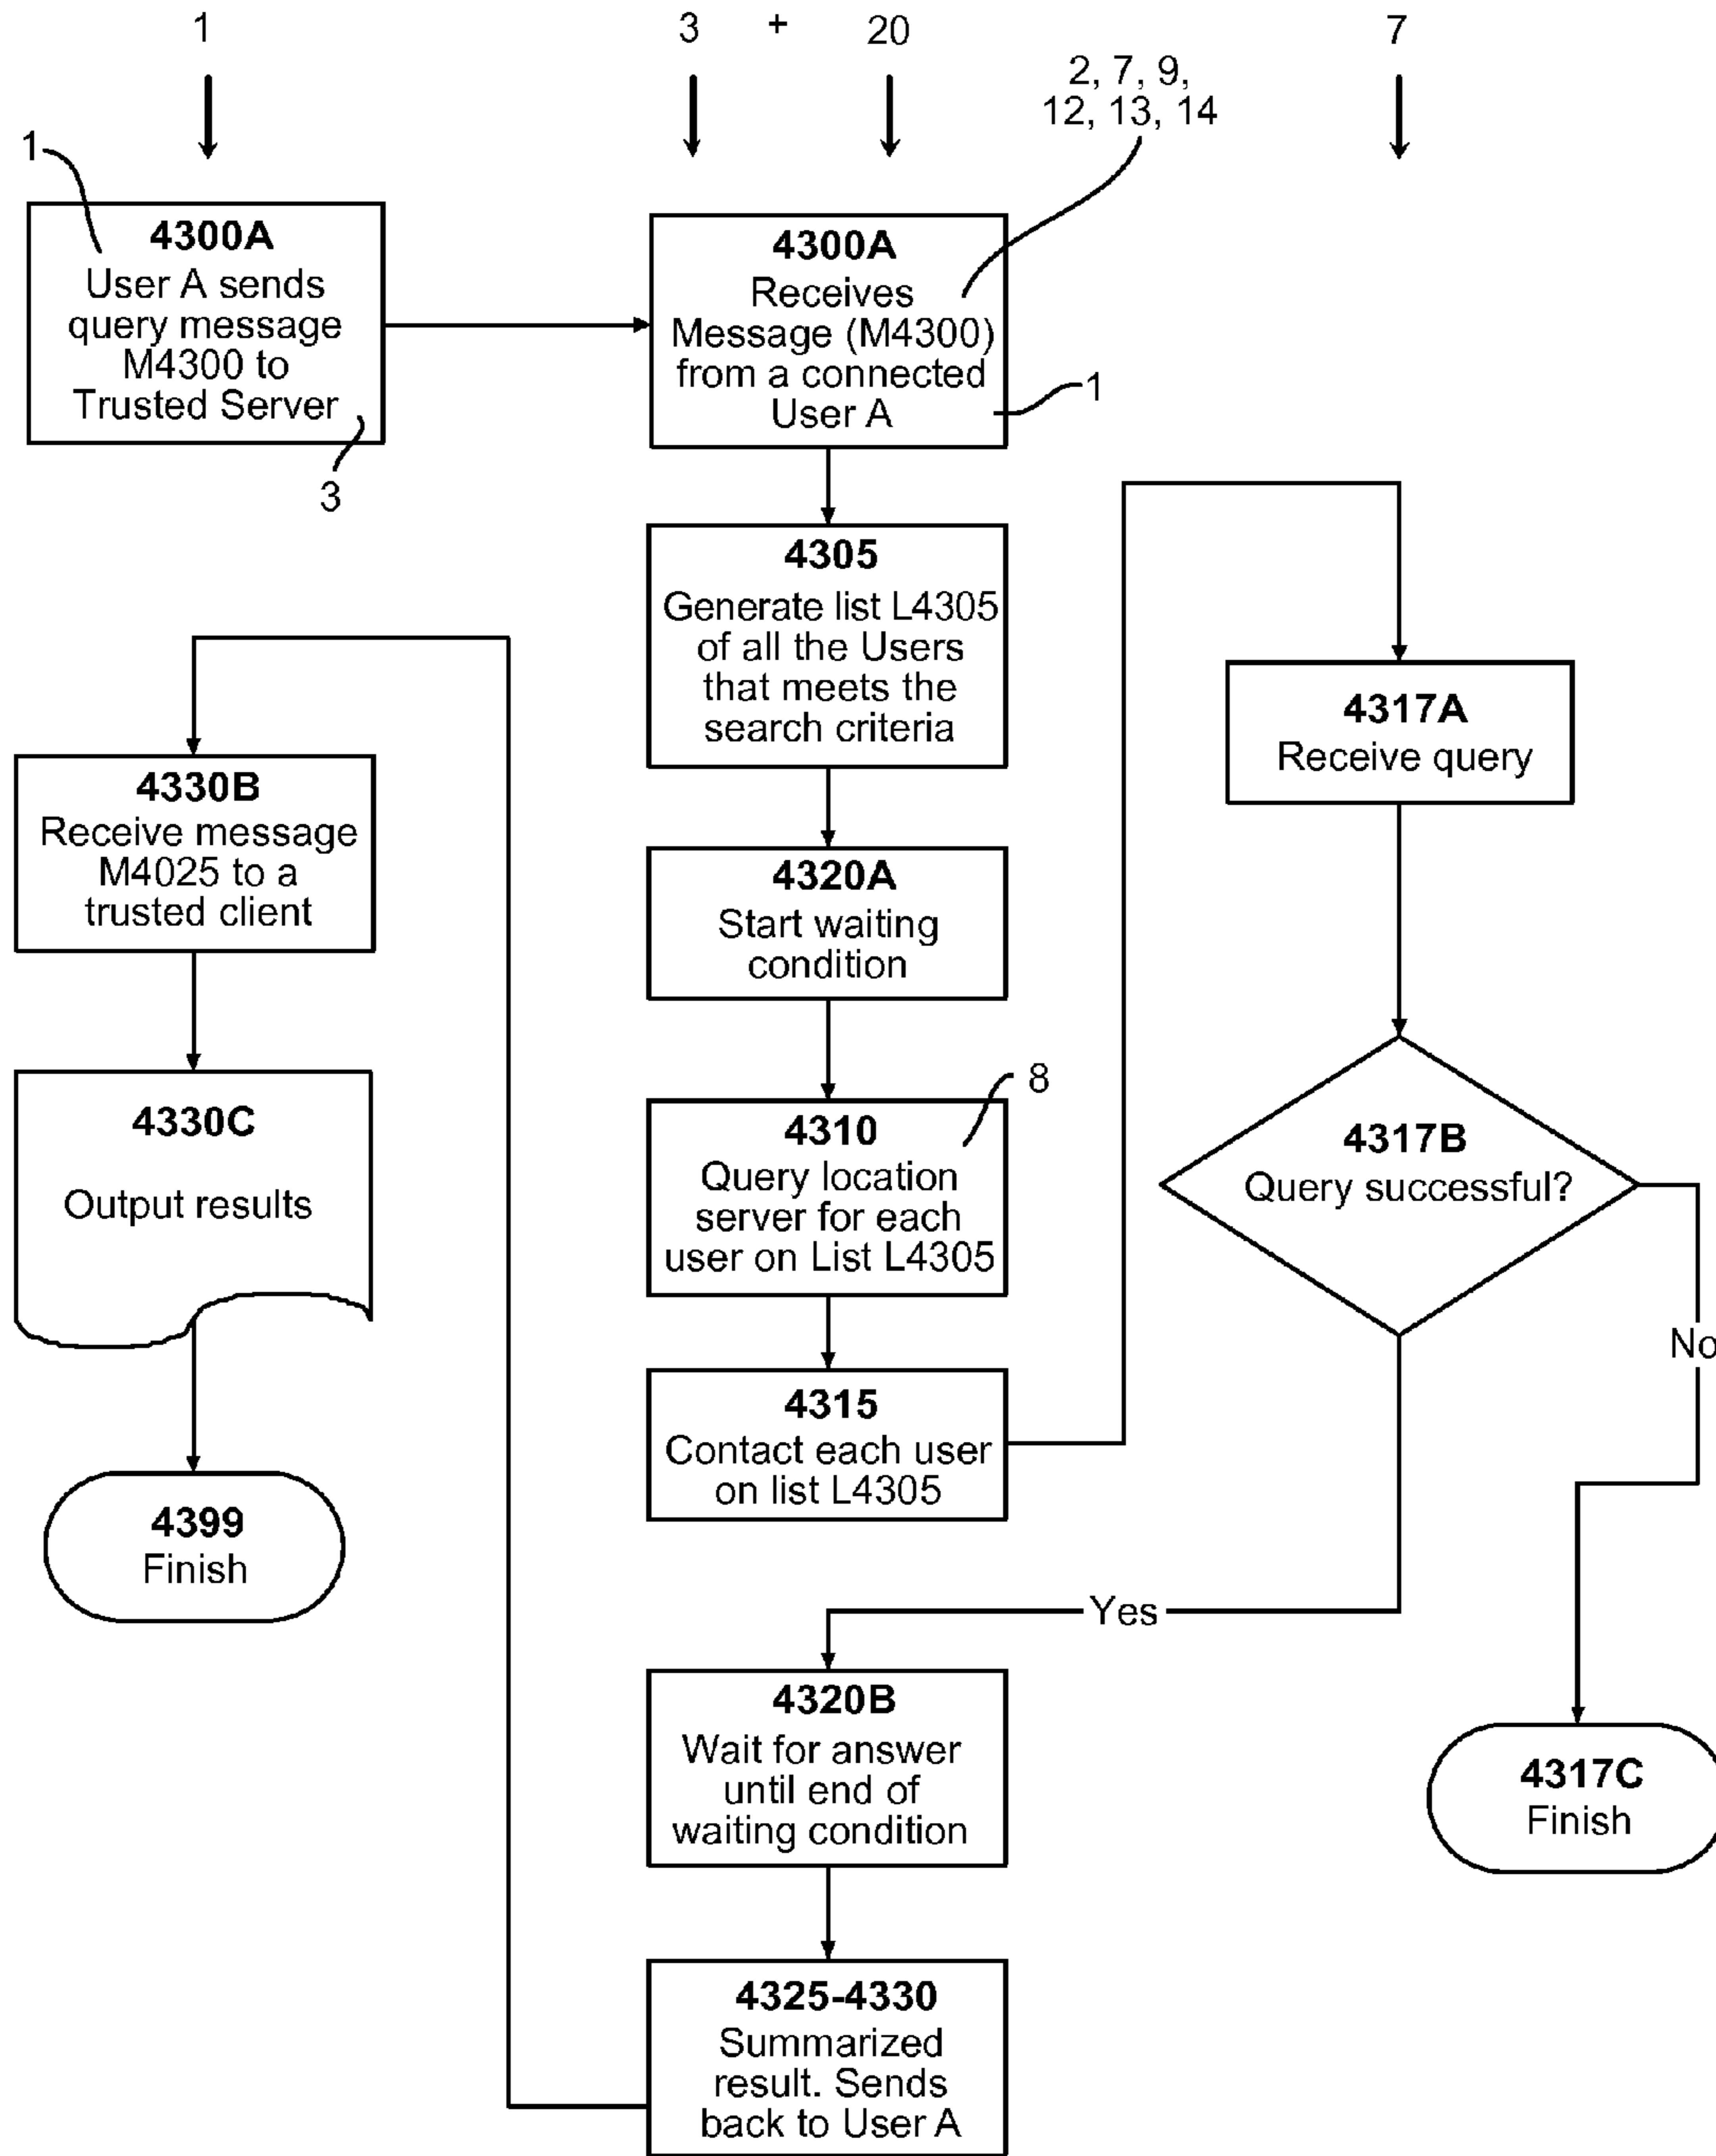 1
3 + 20
7
2, 7, 9,
12, 13, 14
1
4300A
User A sends
query message
M4300 to
Trusted Server
3
4300A
Receives
Message (M4300)
from a connected
User A
1
4305
Generate list L4305
of all the Users
that meets the
search criteria
4317A
Receive query
4330B
Receive message
M4025 to a
trusted client
4320A
Start waiting
condition
8
4330C
Output results
4310
Query location
server for each
user on List L4305
4317B
Query successful?
No
4315
Contact each user
on list L4305
4399
Finish
Yes
4320B
Wait for answer
until end of
waiting condition
4317C
Finish
4325-4330
Summarized
result. Sends
back to User A